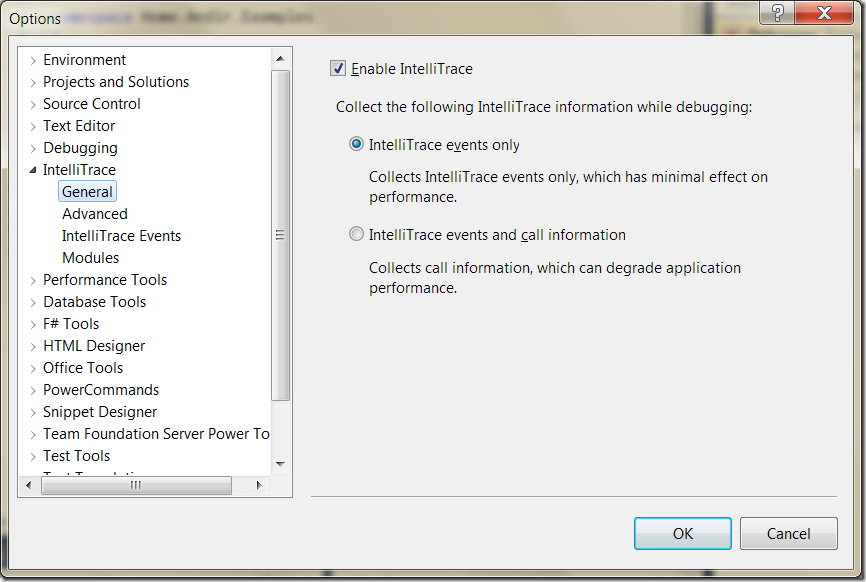 Options
Environment
Projects and Solutions
Source Control
Text Editor
Debugging
IntelliTrace
General
Advanced
IntelliTrace Events
Modules
Performance Tools
Database Tools
F# Tools
HTML Designer
Office Tools
PowerCommands
Snippet Designer
Team Foundation Server Power To
Test Tools
Enable IntelliTrace
Collect the following IntelliTrace information while debugging:
IntelliTrace events only
Collects IntelliTrace events only, which has minimal effect on
performance.
IntelliTrace events and call information
Collects call information, which can degrade application
performance.
OK
Cancel